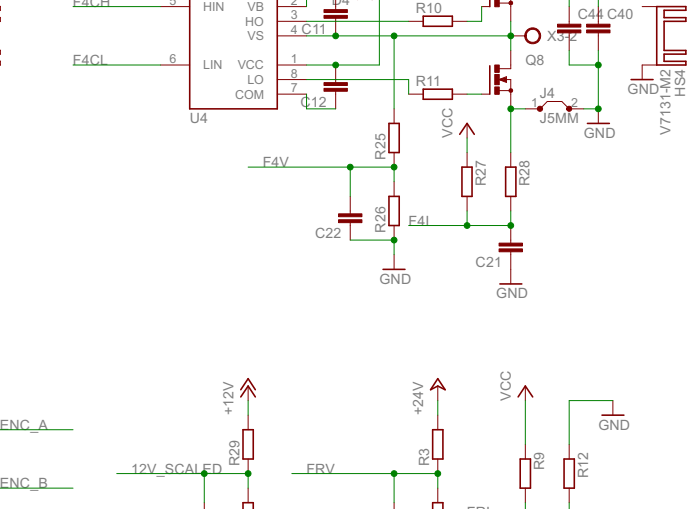 F4CH
5
HIN
VB
2
D4
HO
3
R10
VS
4
C11
C44
C40
X3-2
Q8
F4CL
6
LIN
VCC
1
LO
8
R11
COM
7
C12
U4
J4
1
2
J5MM
GND
GND
V7131-M2
HS4
VCC
R25
F4V
R27
R28
R26
F4I
C22
C21
GND
GND
+12V
+24V
VCC
GND
ENC_A
R29
R3
R9
R12
12V_SCALED
FRV
ENC_B